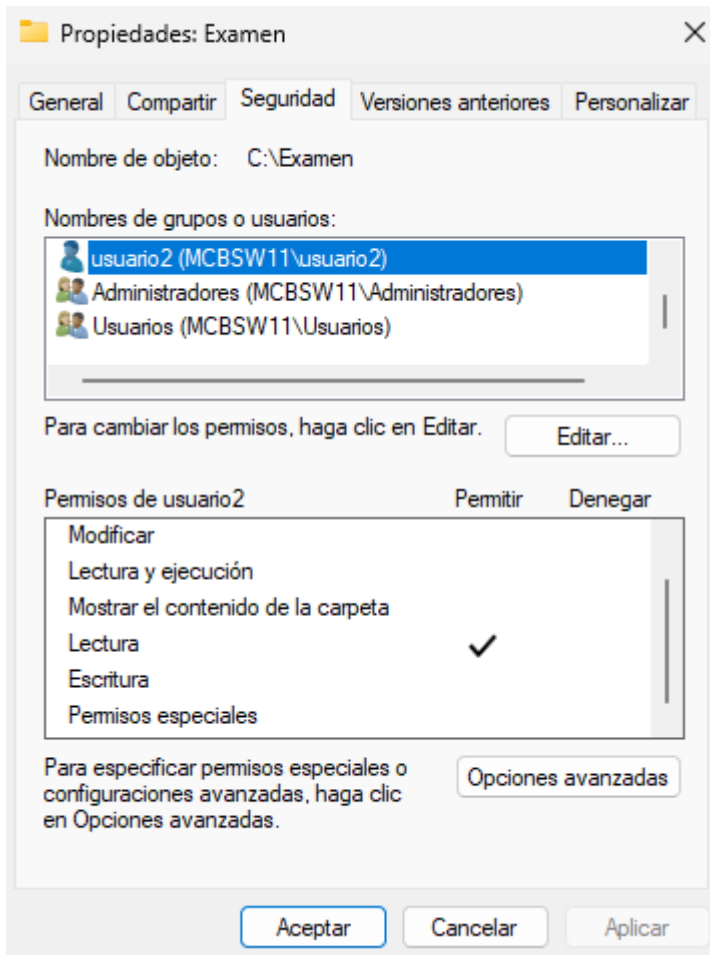 Propiedades: Examen
General Compartir Seguridad Versiones anteriores Personalizar
Nombre de objeto: C:\Examen
Nombres de grupos o usuarios:
usuario2 (MCBSW11\usuario2)
Administradores (MCBSW11\Administradores)
Usuarios (MCBSW11\Usuarios)
Para cambiar los permisos, haga clic en Editar. Editar...
Permisos de usuario2 Permitir Denegar
Modificar
Lectura y ejecución
Mostrar el contenido de la carpeta
Lectura
Escritura
Permisos especiales
Para especificar permisos especiales o
configuraciones avanzadas, haga clic
en Opciones avanzadas.
Opciones avanzadas
Aceptar Cancelar Aplicar